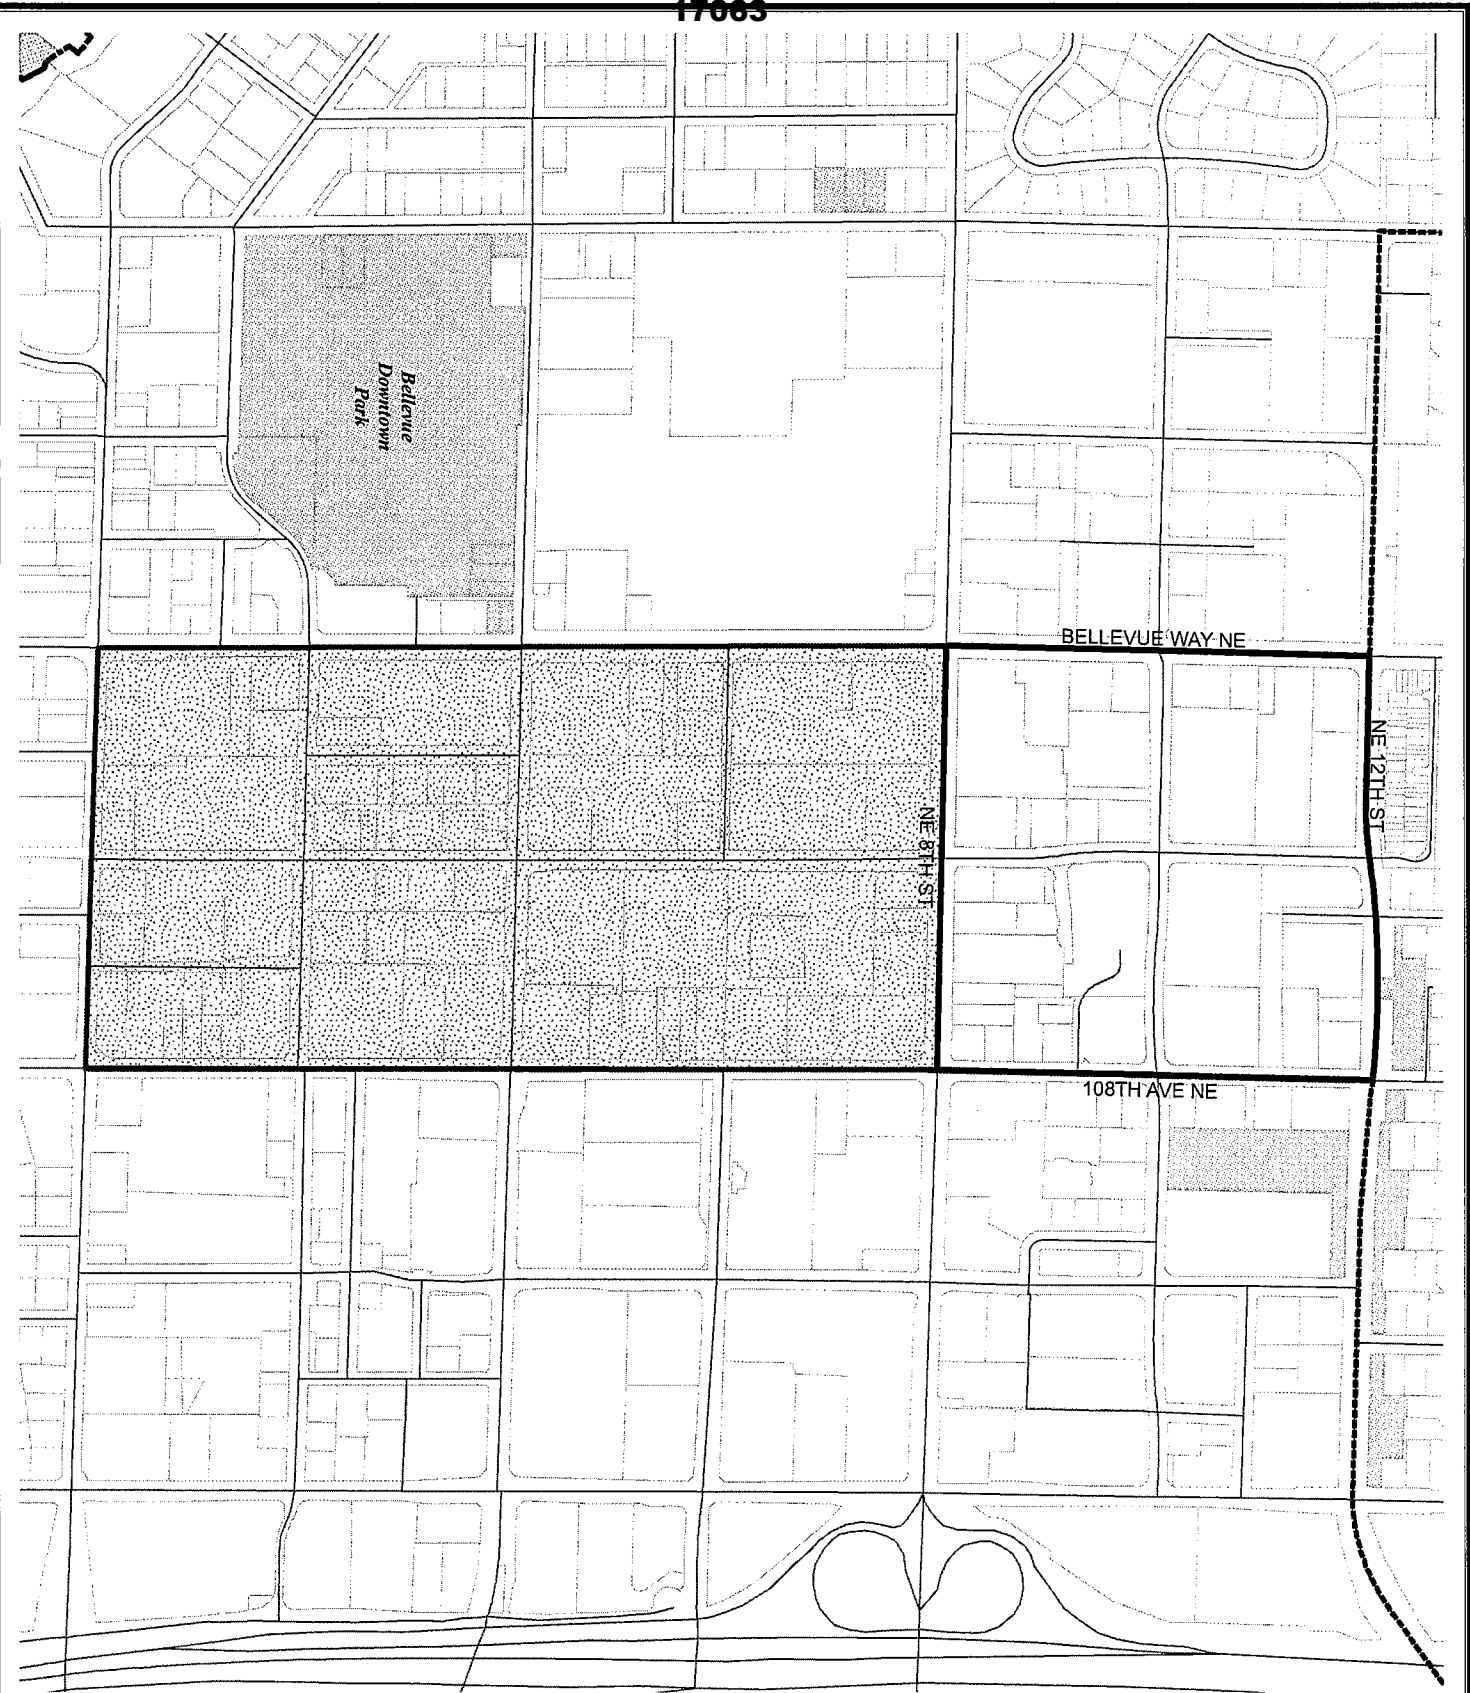 17063
Bellevue
Downtown
Park
BELLEVUE WAY NE
NE 12TH ST
NE 8TH ST
108TH AVE NE